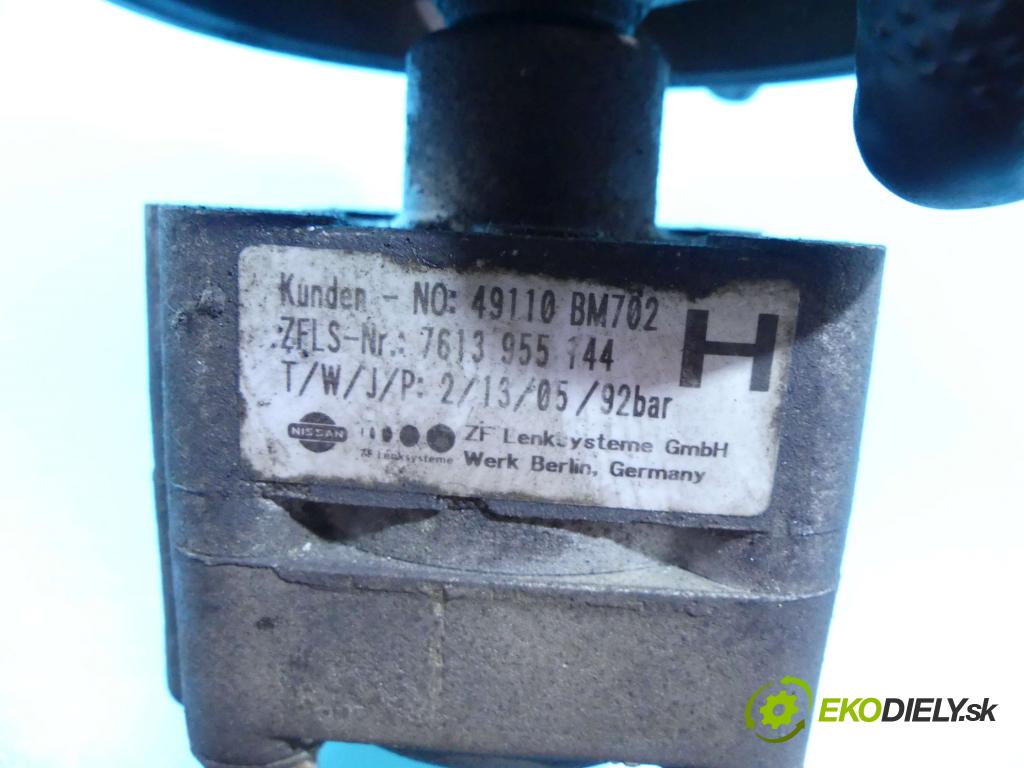 Kunden - NO: 49110 BM702
ZFLS-Nr.: 7613 955 144
T/W/J/P: 2/13/05/92bar
H
NISSAN
ZF Lenksysteme
ZF Lenksysteme GmbH
Werk Berlin, Germany
EKODIELY.sk